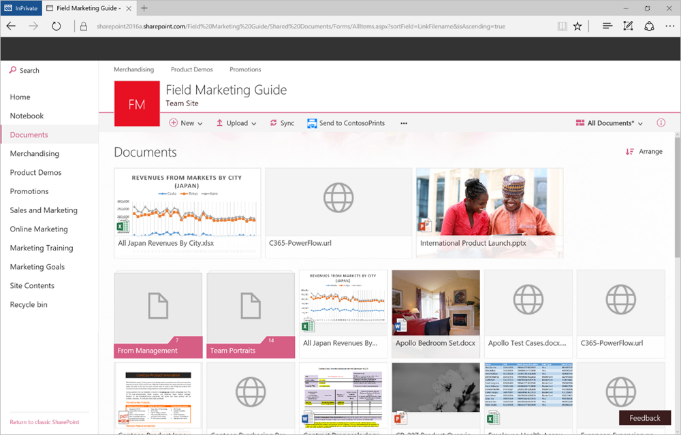 InPrivate
Field Marketing Guide -
sharepoint2016a.sharepoint.com/Field%20Marketing%20Guide/Shared%20Documents/Forms/AllItems.aspx?sortField=LinkFilename&isAscending=true
Search
Merchandising Product Demos Promotions
FM
Field Marketing Guide
Team Site
New Upload Sync Send to ContosoPrints All Documents*
Home
Notebook
Documents
Merchandising
Product Demos
Promotions
Sales and Marketing
Online Marketing
Marketing Training
Marketing Goals
Site Contents
Recycle bin
Return to classic SharePoint
Documents
Arrange
REVENUES FROM MARKETS BY CITY
(JAPAN)
All Japan Revenues By City.xlsx
C365-PowerFlow.url
International Product Launch.pptx
7
From Management
14
Team Portraits
REVENUES FROM MARKETS BY CITY
(JAPAN)
All Japan Revenues By...
Apollo Bedroom Set.docx
Apollo Test Cases.docx....
C365-PowerFlow.url
Feedback